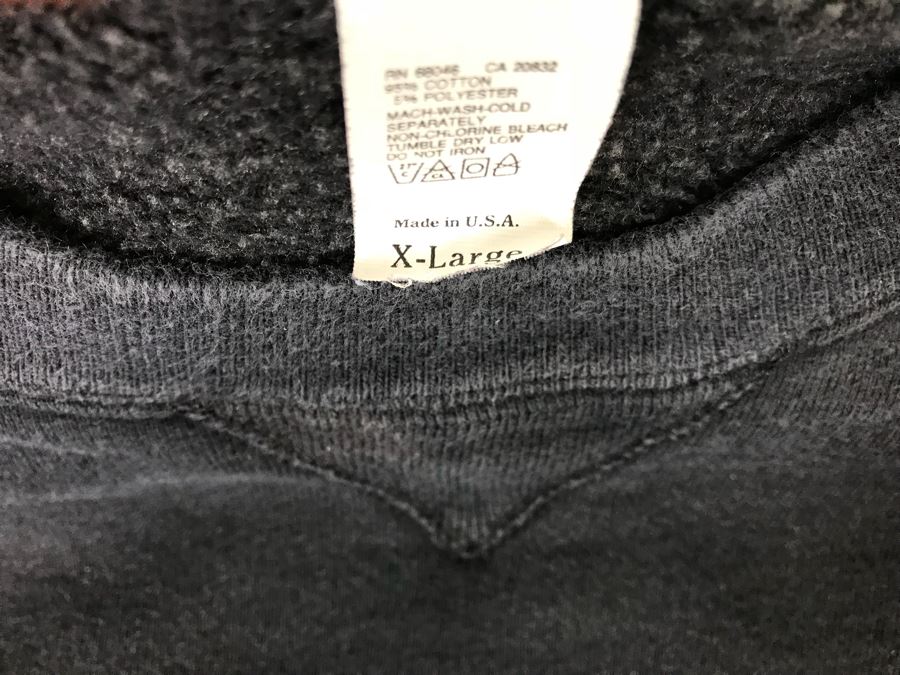 RN 68046 CA 20832
95% COTTON
5% POLYESTER
MACH-WASH-COLD
SEPARATELY
NON-CHLORINE BLEACH
TUMBLE DRY LOW
DO NOT IRON
Made in U.S.A.
X-Large